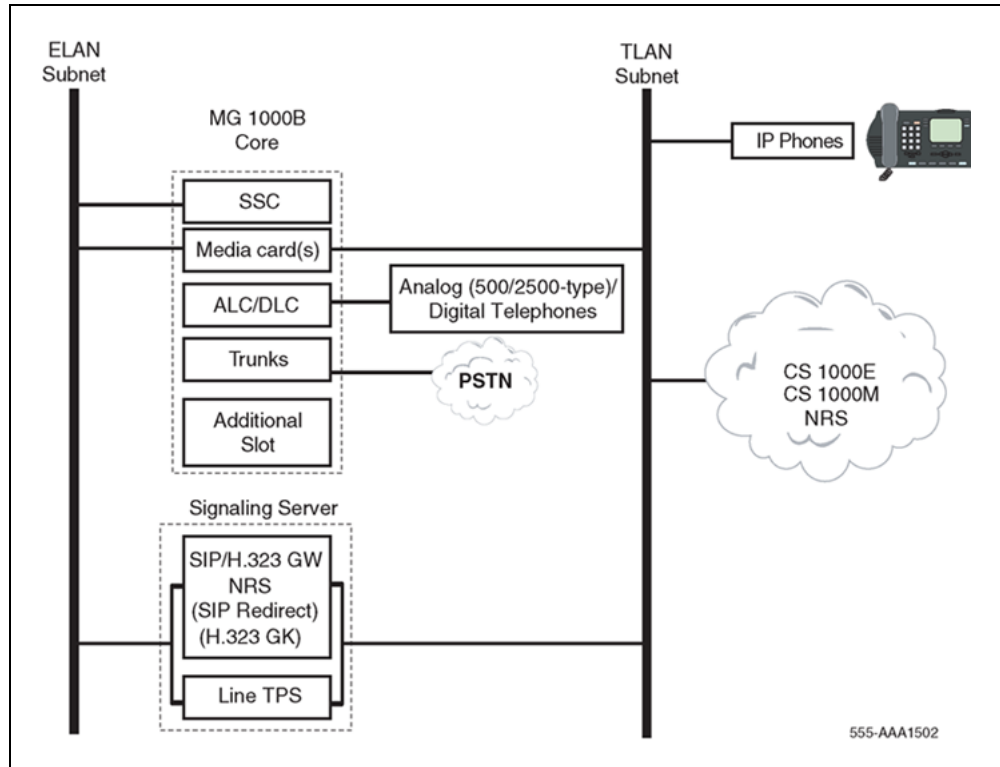 ELAN
Subnet
TLAN
Subnet
MG 1000B
Core
IP Phones
SSC
Media card(s)
Analog (500/2500-type)/
Digital Telephones
ALC/DLC
Trunks
PSTN
CS 1000E
CS 1000M
NRS
Additional
Slot
Signaling Server
SIP/H.323 GW
NRS
(SIP Redirect)
(H.323 GK)
Line TPS
555-AAA1502